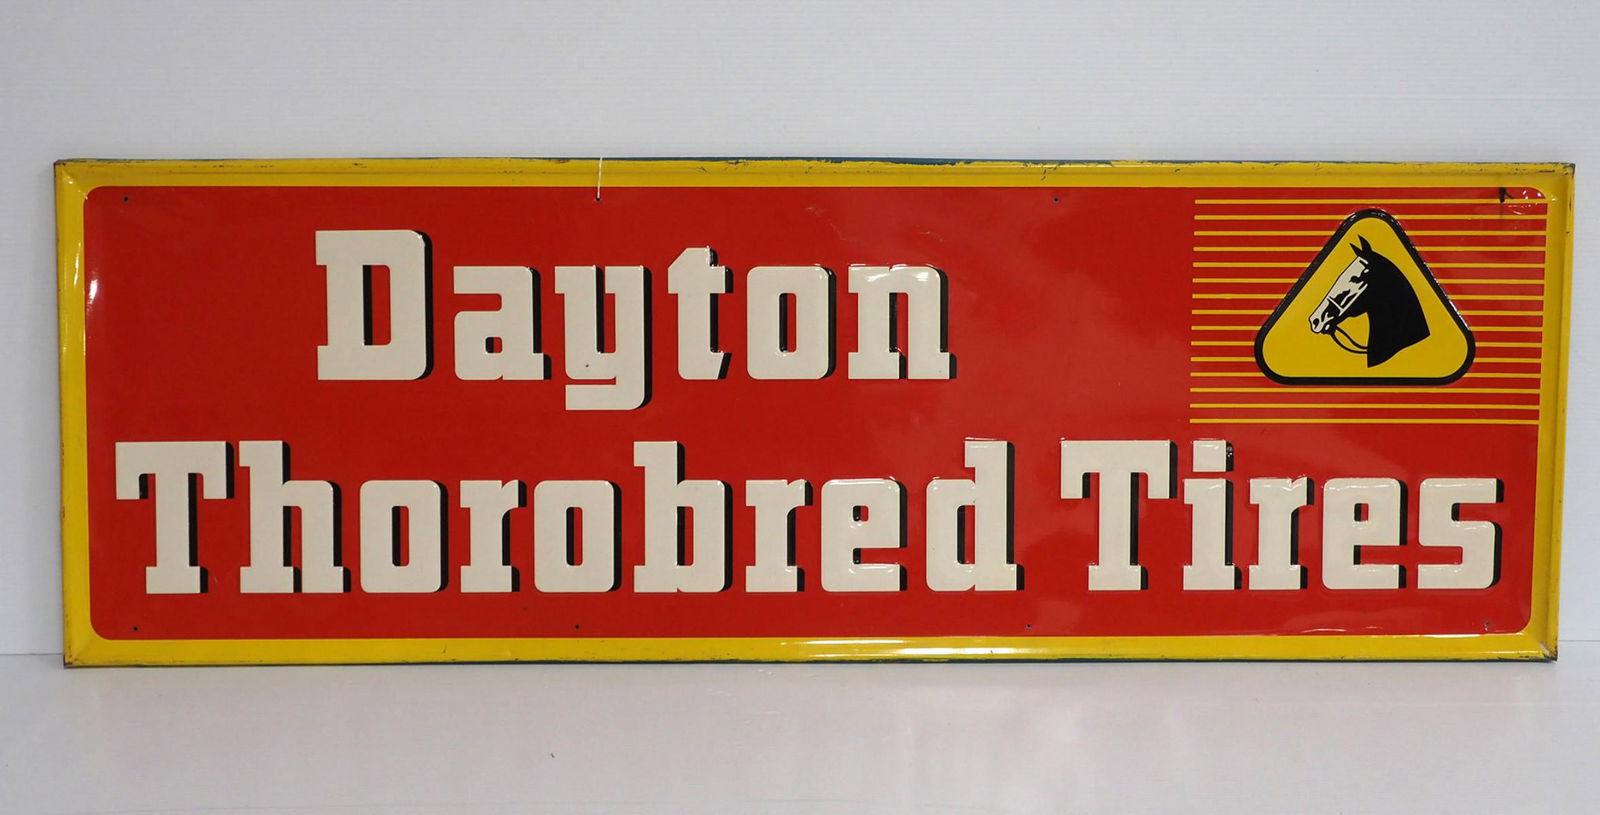 Dayton
Thorobred Tires